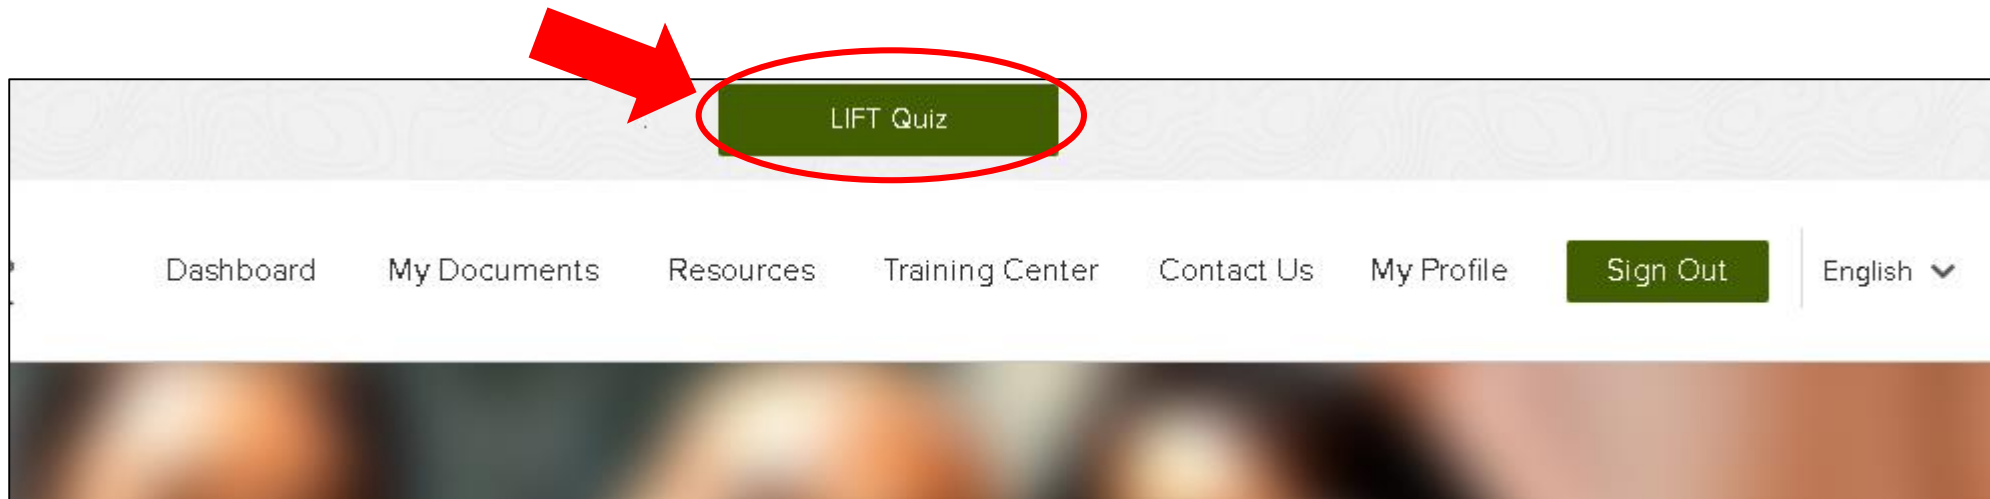 LIFT Quiz
Dashboard My Documents Resources Training Center Contact Us My Profile Sign Out English